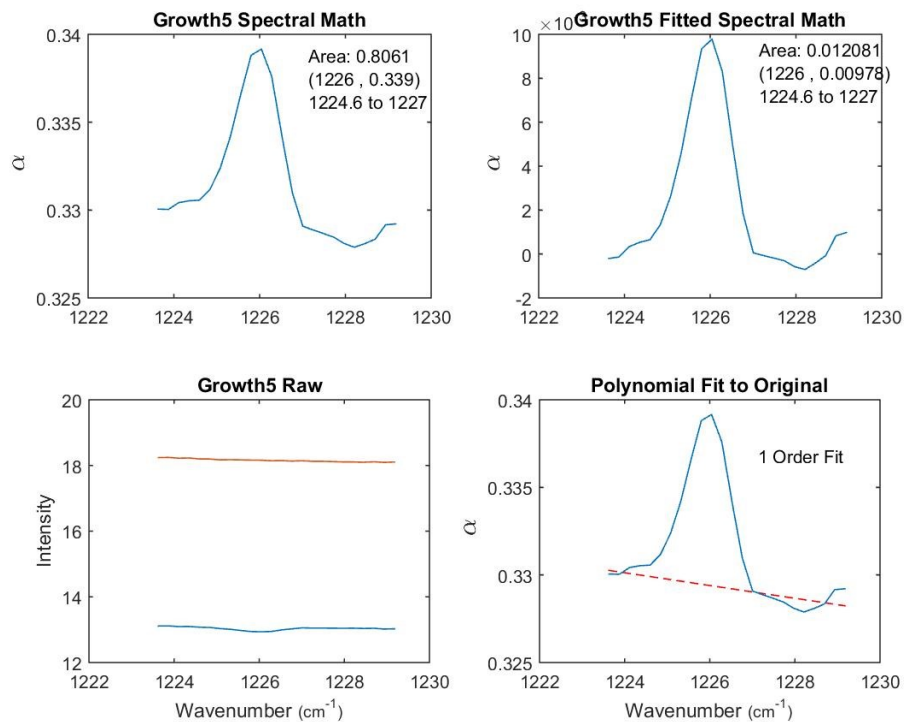 Growth5 Spectral Math
0.34
0.335
0.33
0.325
α
Area: 0.8061
(1226 , 0.339)
1224.6 to 1227
1222 1224 1226 1228 1230
Growth5 Fitted Spectral Math
×10
10
8
6
4
2
0
-2
α
Area: 0.012081
(1226 , 0.00978)
1224.6 to 1227
1222 1224 1226 1228 1230
Growth5 Raw
20
18
16
14
12
Intensity
1222 1224 1226 1228 1230
Wavenumber (cm⁻¹)
Polynomial Fit to Original
0.34
0.335
0.33
0.325
α
1 Order Fit
1222 1224 1226 1228 1230
Wavenumber (cm⁻¹)